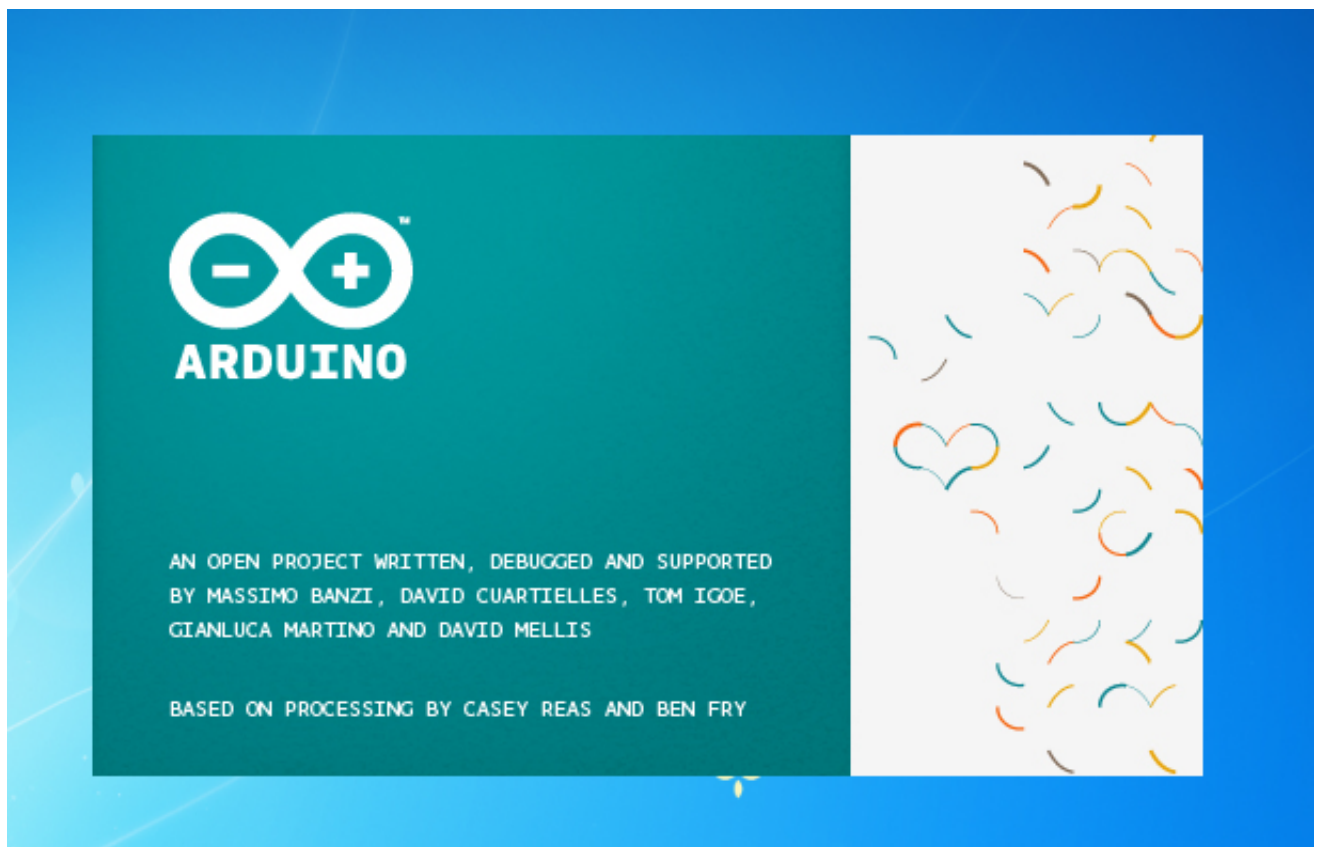 ™
ARDUINO
AN OPEN PROJECT WRITTEN, DEBUGGED AND SUPPORTED
BY MASSIMO BANZI, DAVID CUARTIELLES, TOM IGOE,
GIANLUCA MARTINO AND DAVID MELLIS
BASED ON PROCESSING BY CASEY REAS AND BEN FRY